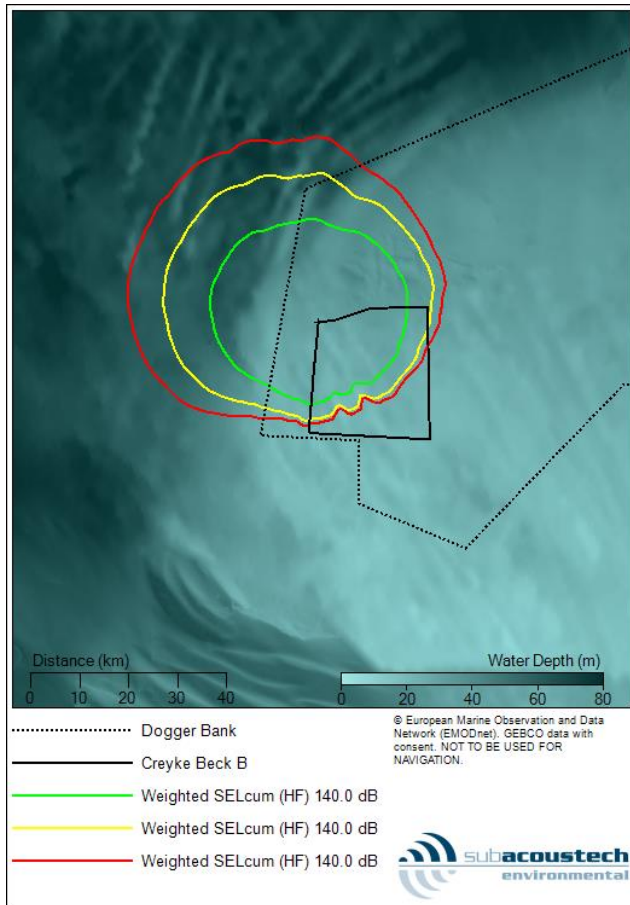 Distance (km)
0 10 20 30 40
Water Depth (m)
0 20 40 60 80
Dogger Bank
Creyke Beck B
Weighted SELcum (HF) 140.0 dB
Weighted SELcum (HF) 140.0 dB
Weighted SELcum (HF) 140.0 dB
© European Marine Observation and Data
Network (EMODnet). GEBCO data with
consent. NOT TO BE USED FOR
NAVIGATION.
subacoustech
environmental